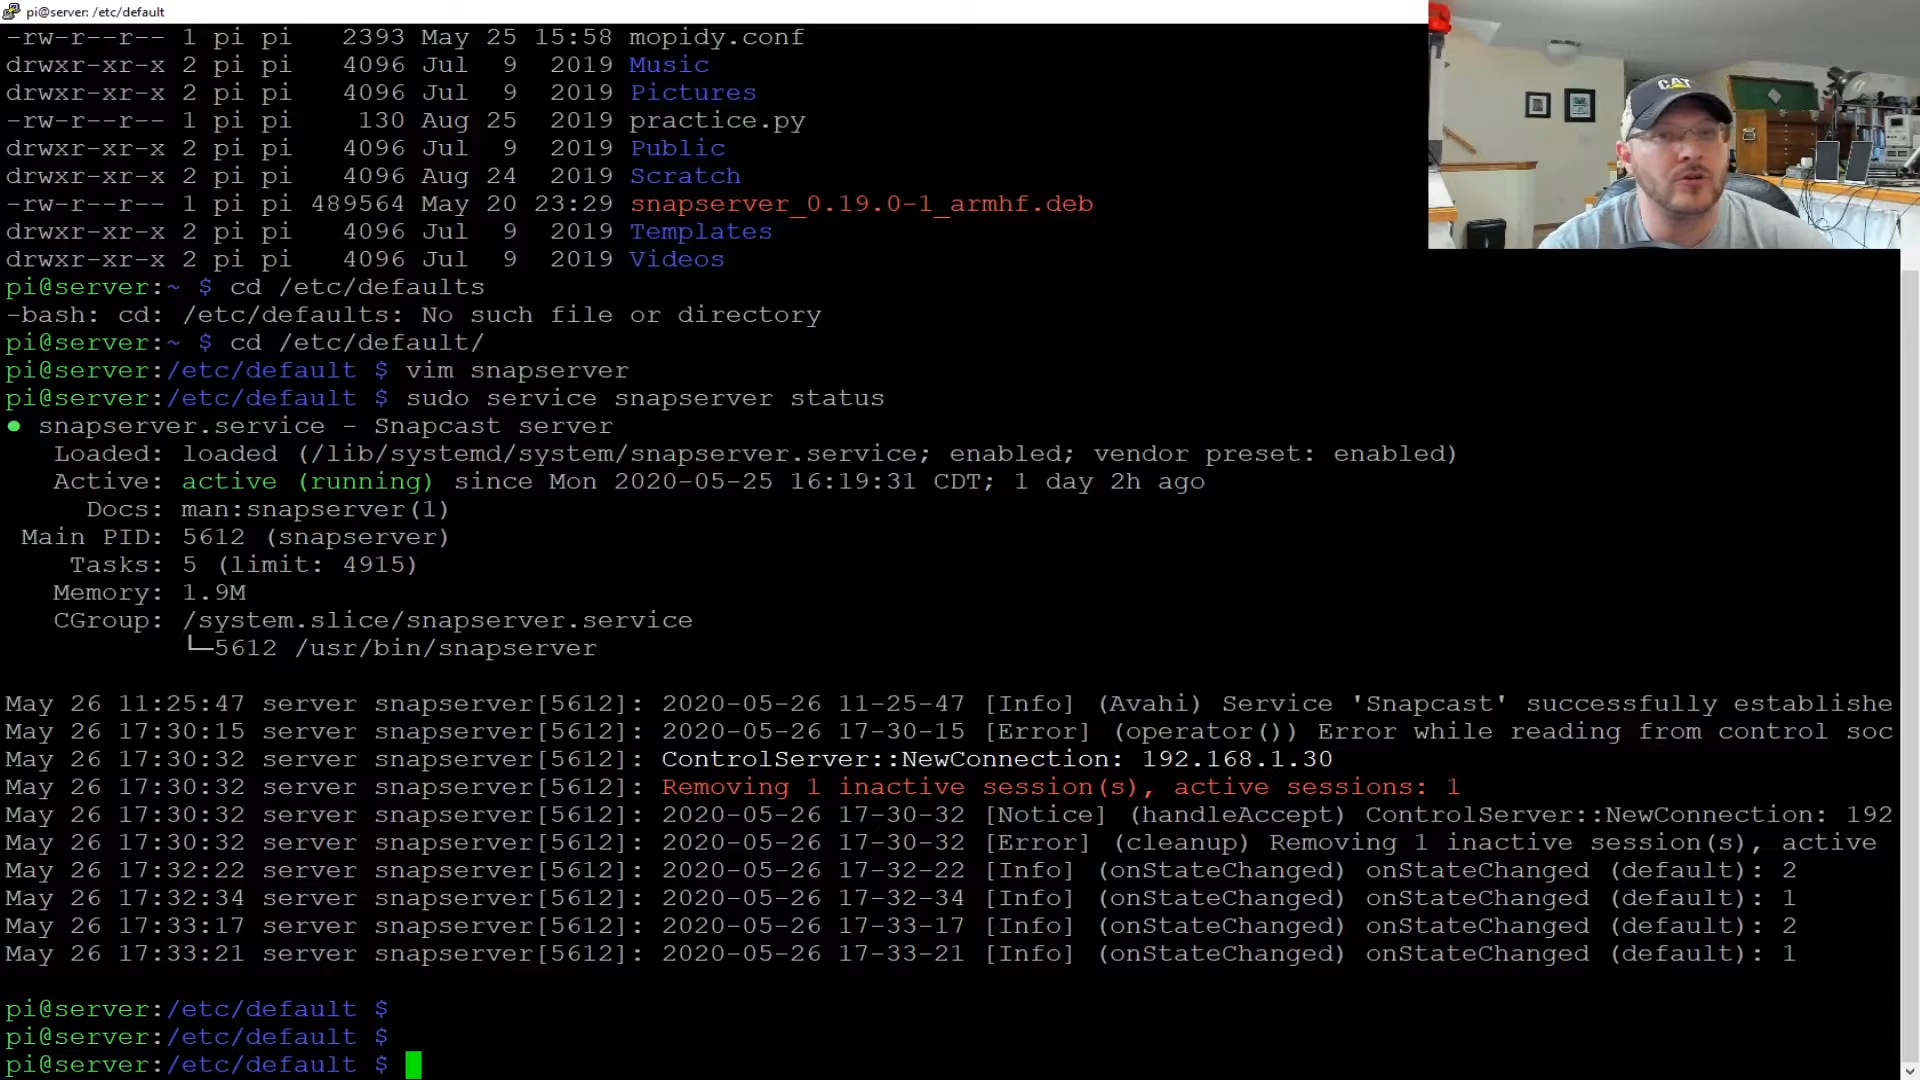 pi@server: /etc/default
-rw-r--r-- 1 pi pi 2393 May 25 15:58 mopidy.conf
drwxr-xr-x 2 pi pi 4096 Jul 9 2019 Music
drwxr-xr-x 2 pi pi 4096 Jul 9 2019 Pictures
-rw-r--r-- 1 pi pi 130 Aug 25 2019 practice.py
drwxr-xr-x 2 pi pi 4096 Jul 9 2019 Public
drwxr-xr-x 2 pi pi 4096 Aug 24 2019 Scratch
-rw-r--r-- 1 pi pi 489564 May 20 23:29 snapserver_0.19.0-1_armhf.deb
drwxr-xr-x 2 pi pi 4096 Jul 9 2019 Templates
drwxr-xr-x 2 pi pi 4096 Jul 9 2019 Videos
pi@server:~ $ cd /etc/defaults
-bash: cd: /etc/defaults: No such file or directory
pi@server:~ $ cd /etc/default/
pi@server:/etc/default $ vim snapserver
pi@server:/etc/default $ sudo service snapserver status
● snapserver.service - Snapcast server
Loaded: loaded (/lib/systemd/system/snapserver.service; enabled; vendor preset: enabled)
Active: active (running) since Mon 2020-05-25 16:19:31 CDT; 1 day 2h ago
Docs: man:snapserver(1)
Main PID: 5612 (snapserver)
Tasks: 5 (limit: 4915)
Memory: 1.9M
CGroup: /system.slice/snapserver.service
└─5612 /usr/bin/snapserver
May 26 11:25:47 server snapserver[5612]: 2020-05-26 11-25-47 [Info] (Avahi) Service 'Snapcast' successfully establishe
May 26 17:30:15 server snapserver[5612]: 2020-05-26 17-30-15 [Error] (operator()) Error while reading from control soc
May 26 17:30:32 server snapserver[5612]: ControlServer::NewConnection: 192.168.1.30
May 26 17:30:32 server snapserver[5612]: Removing 1 inactive session(s), active sessions: 1
May 26 17:30:32 server snapserver[5612]: 2020-05-26 17-30-32 [Notice] (handleAccept) ControlServer::NewConnection: 192
May 26 17:30:32 server snapserver[5612]: 2020-05-26 17-30-32 [Error] (cleanup) Removing 1 inactive session(s), active
May 26 17:32:22 server snapserver[5612]: 2020-05-26 17-32-22 [Info] (onStateChanged) onStateChanged (default): 2
May 26 17:32:34 server snapserver[5612]: 2020-05-26 17-32-34 [Info] (onStateChanged) onStateChanged (default): 1
May 26 17:33:17 server snapserver[5612]: 2020-05-26 17-33-17 [Info] (onStateChanged) onStateChanged (default): 2
May 26 17:33:21 server snapserver[5612]: 2020-05-26 17-33-21 [Info] (onStateChanged) onStateChanged (default): 1
pi@server:/etc/default $
pi@server:/etc/default $
pi@server:/etc/default $
CAT